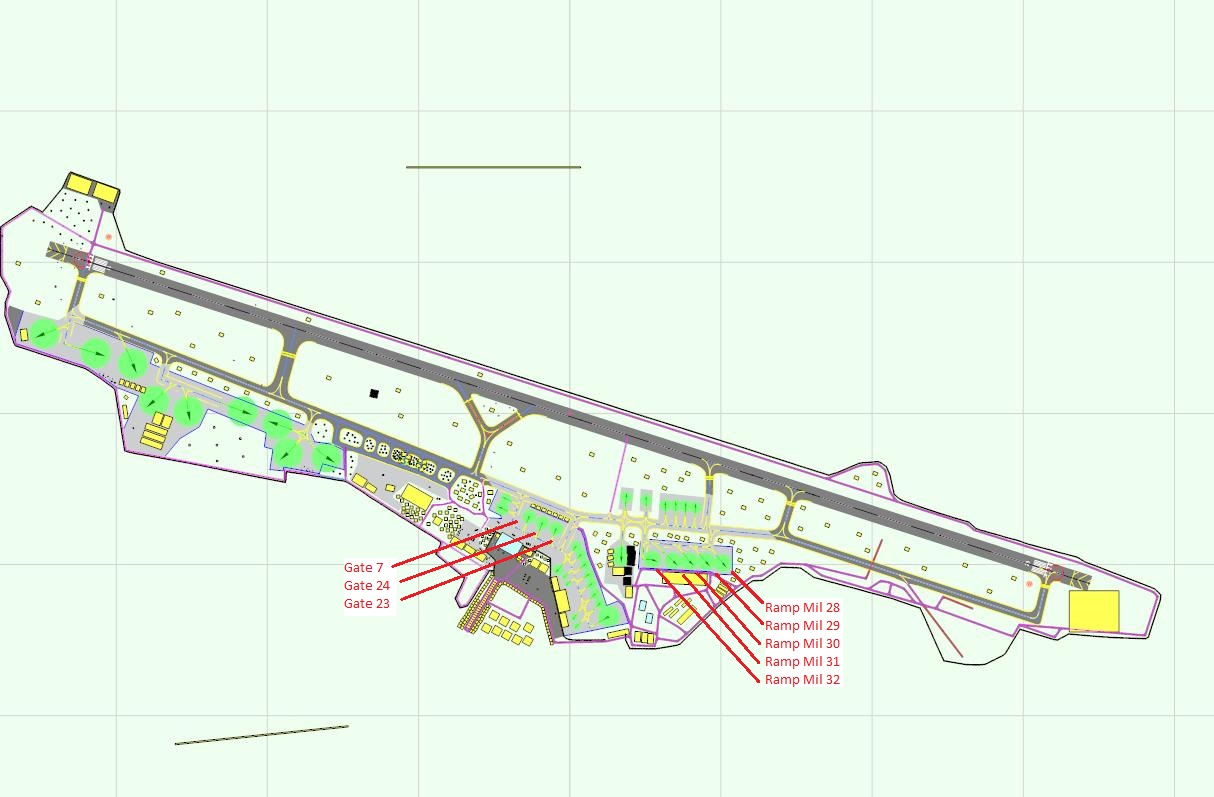 Gate 7
Gate 24
Gate 23
Ramp Mil 28
Ramp Mil 29
Ramp Mil 30
Ramp Mil 31
Ramp Mil 32